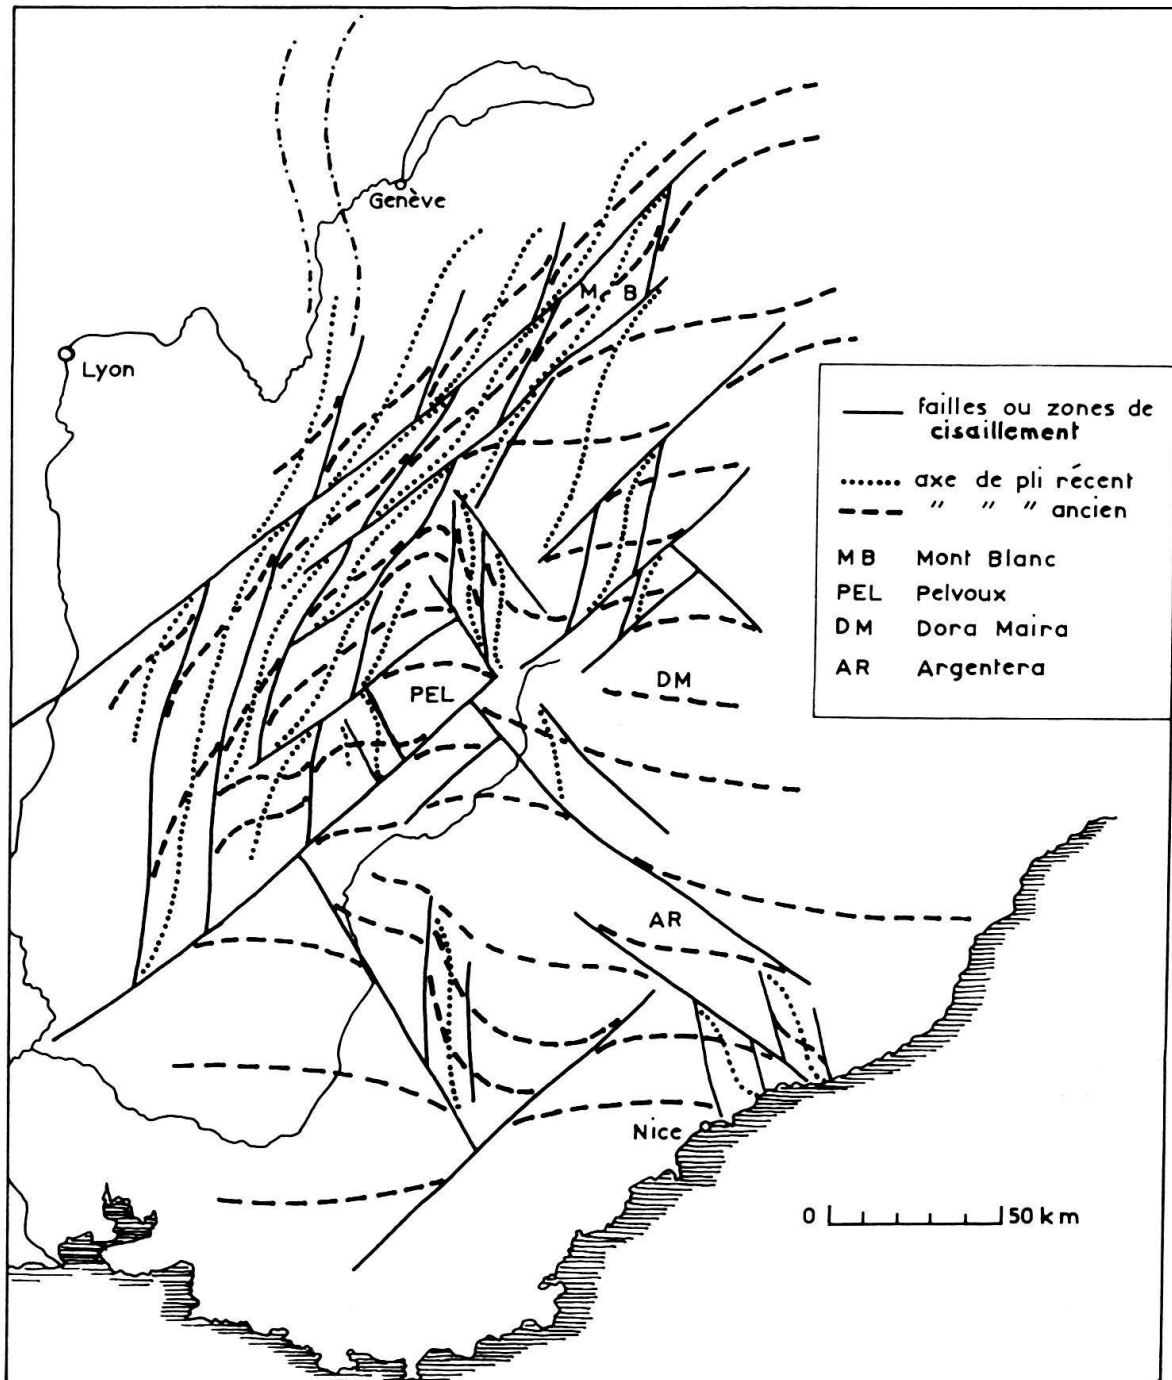 Genève
Lyon
M B
PEL
DM
AR
Nice
failles ou zones de
cisaillement
axe de pli récent
" " " ancien
MB Mont Blanc
PEL Pelvoux
DM Dora Maira
AR Argentera
0 50 km